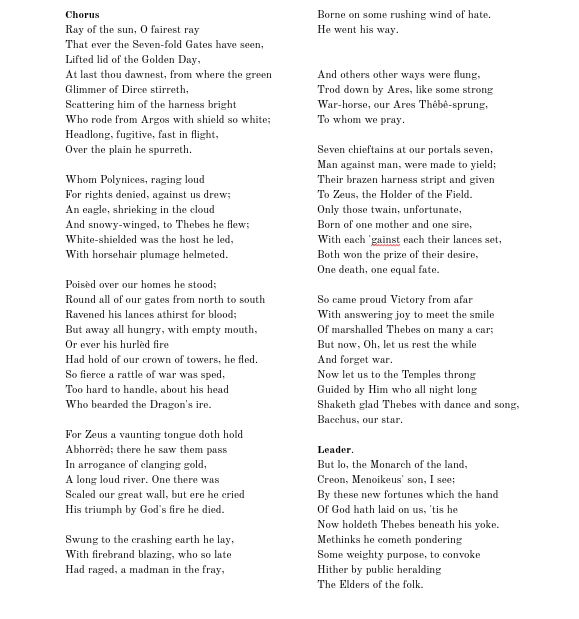 Chorus
Ray of the sun, O fairest ray
That ever the Seven-fold Gates have seen,
Lifted lid of the Golden Day,
At last thou dawnest, from where the green
Glimmer of Dirce stirreth,
Scattering him of the harness bright
Who rode from Argos with shield so white;
Headlong, fugitive, fast in flight,
Over the plain he spurreth.

Whom Polynices, raging loud
For rights denied, against us drew;
An eagle, shrieking in the cloud
And snowy-winged, to Thebes he flew;
White-shielded was the host he led,
With horsehair plumage helmeted.

Poisèd over our homes he stood;
Round all of our gates from north to south
Ravened his lances athirst for blood;
But away all hungry, with empty mouth,
Or ever his hurlèd fire
Had hold of our crown of towers, he fled.
So fierce a rattle of war was sped,
Too hard to handle, about his head
Who bearded the Dragon's ire.

For Zeus a vaunting tongue doth hold
Abhorrèd; there he saw them pass
In arrogance of clanging gold,
A long loud river. One there was
Scaled our great wall, but ere he cried
His triumph by God's fire he died.

Swung to the crashing earth he lay,
With firebrand blazing, who so late
Had raged, a madman in the fray,
Borne on some rushing wind of hate.
He went his way.

And others other ways were flung,
Trod down by Ares, like some strong
War-horse, our Ares Thêbê-sprung,
To whom we pray.

Seven chieftains at our portals seven,
Man against man, were made to yield;
Their brazen harness stript and given
To Zeus, the Holder of the Field.
Only those twain, unfortunate,
Born of one mother and one sire,
With each 'gainst each their lances set,
Both won the prize of their desire,
One death, one equal fate.

So came proud Victory from afar
With answering joy to meet the smile
Of marshalled Thebes on many a car;
But now, Oh, let us rest the while
And forget war.
Now let us to the Temples throng
Guided by Him who all night long
Shaketh glad Thebes with dance and song,
Bacchus, our star.

Leader.
But lo, the Monarch of the land,
Creon, Menoikeus' son, I see;
By these new fortunes which the hand
Of God hath laid on us, 'tis he
Now holdeth Thebes beneath his yoke.
Methinks he cometh pondering
Some weighty purpose, to convoke
Hither by public heralding
The Elders of the folk.